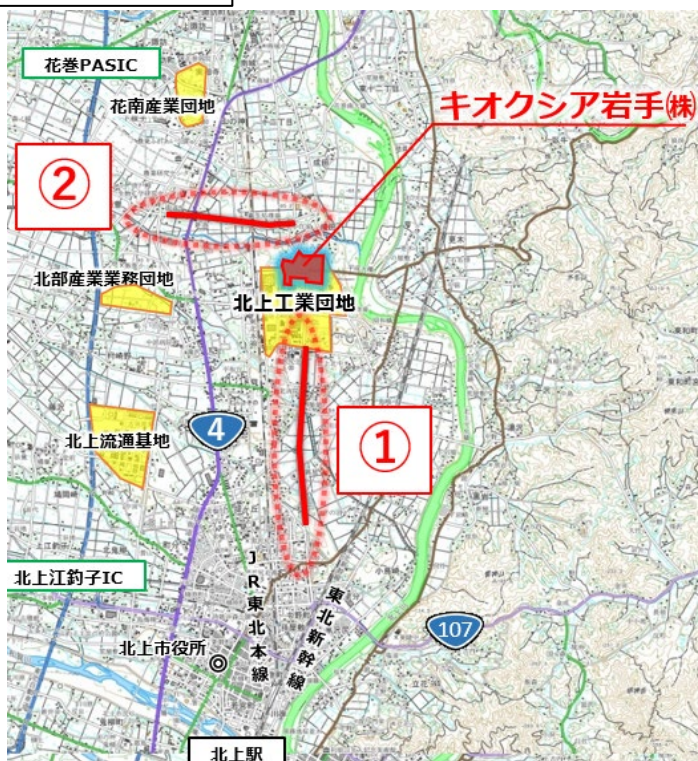 花巻PASIC
花南産業団地
キオクシア岩手㈱
②
北部産業業務団地
北上工業団地
4
①
北上流通基地
北上江釣子IC
JR東北本線
東北新幹線
107
北上市役所
北上駅